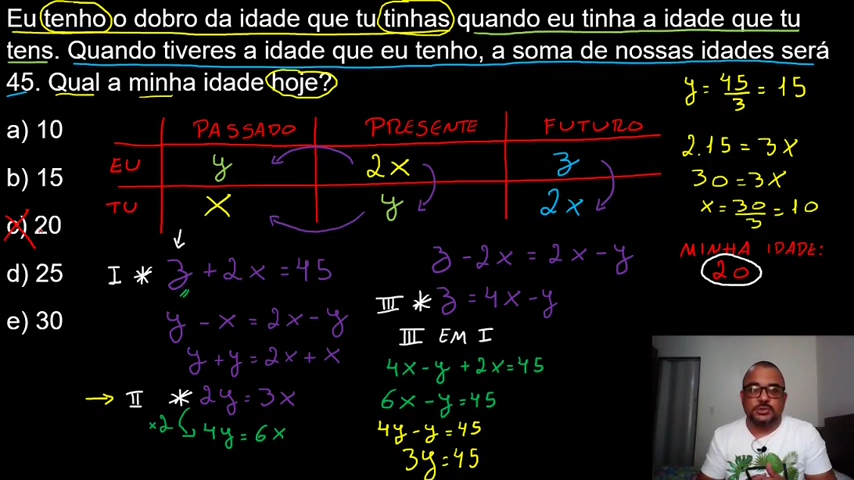 Eu tenho o dobro da idade que tu tinhas quando eu tinha a idade que tu
tens. Quando tiveres a idade que eu tenho, a soma de nossas idades será
45. Qual a minha idade hoje?
a) 10
b) 15
c) 20
d) 25
e) 30
PASSADO PRESENTE FUTURO
EU y 2x z
TU x y 2x
I * z + 2x = 45
y - x = 2x - y
y + y = 2x + x
→ II * 2y = 3x
×2 4y = 6x
z - 2x = 2x - y
III * z = 4x - y
III EM I
4x - y + 2x = 45
6x - y = 45
4y - y = 45
3y = 45
y = 45/3 = 15
2.15 = 3x
30 = 3x
x = 30/3 = 10
MINHA IDADE:
20